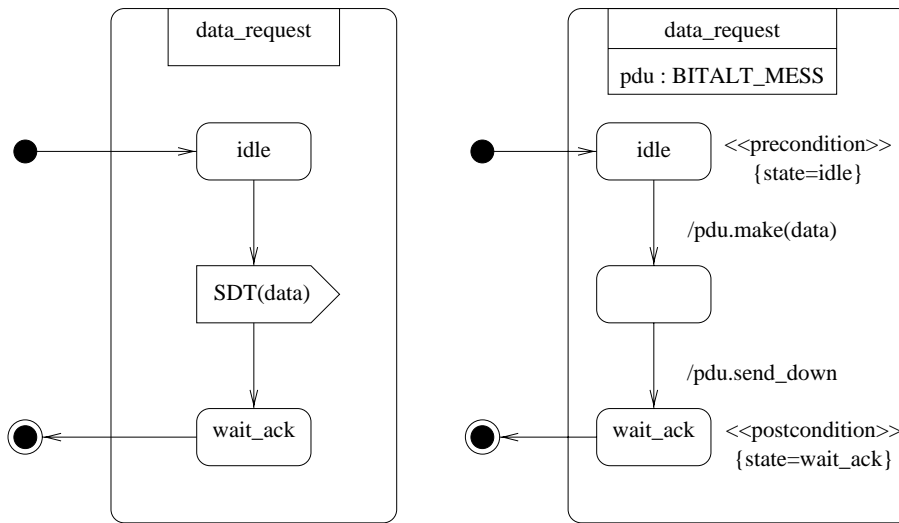 data_request
idle
SDT(data)
wait_ack
data_request
pdu : BITALT_MESS
idle
<<precondition>>
{state=idle}
/pdu.make(data)
/pdu.send_down
wait_ack
<<postcondition>>
{state=wait_ack}